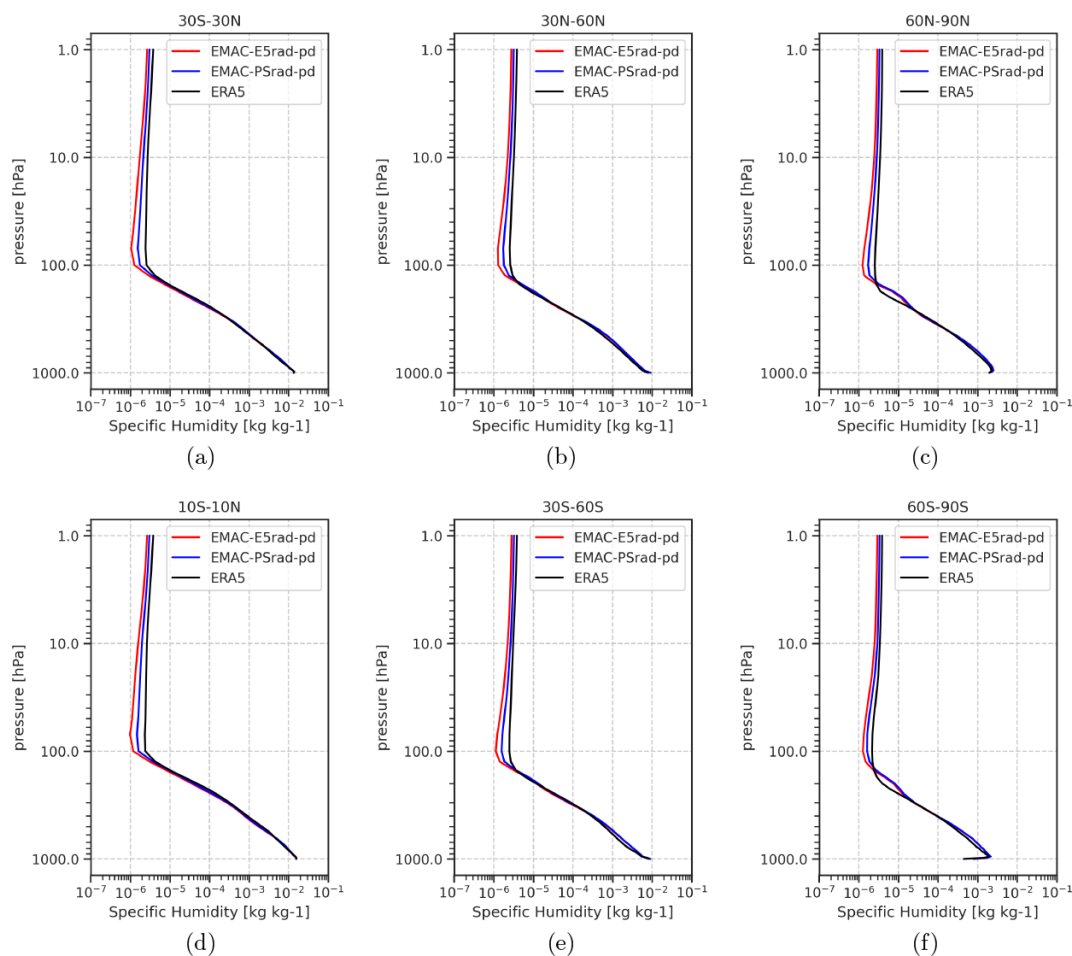 30S-30N
1.0
10.0
100.0
1000.0
pressure [hPa]
EMAC-E5rad-pd
EMAC-PSrad-pd
ERA5
10^-7 10^-6 10^-5 10^-4 10^-3 10^-2 10^-1
Specific Humidity [kg kg-1]
(a)
30N-60N
1.0
10.0
100.0
1000.0
pressure [hPa]
EMAC-E5rad-pd
EMAC-PSrad-pd
ERA5
10^-7 10^-6 10^-5 10^-4 10^-3 10^-2 10^-1
Specific Humidity [kg kg-1]
(b)
60N-90N
1.0
10.0
100.0
1000.0
pressure [hPa]
EMAC-E5rad-pd
EMAC-PSrad-pd
ERA5
10^-7 10^-6 10^-5 10^-4 10^-3 10^-2 10^-1
Specific Humidity [kg kg-1]
(c)
10S-10N
1.0
10.0
100.0
1000.0
pressure [hPa]
EMAC-E5rad-pd
EMAC-PSrad-pd
ERA5
10^-7 10^-6 10^-5 10^-4 10^-3 10^-2 10^-1
Specific Humidity [kg kg-1]
(d)
30S-60S
1.0
10.0
100.0
1000.0
pressure [hPa]
EMAC-E5rad-pd
EMAC-PSrad-pd
ERA5
10^-7 10^-6 10^-5 10^-4 10^-3 10^-2 10^-1
Specific Humidity [kg kg-1]
(e)
60S-90S
1.0
10.0
100.0
1000.0
pressure [hPa]
EMAC-E5rad-pd
EMAC-PSrad-pd
ERA5
10^-7 10^-6 10^-5 10^-4 10^-3 10^-2 10^-1
Specific Humidity [kg kg-1]
(f)